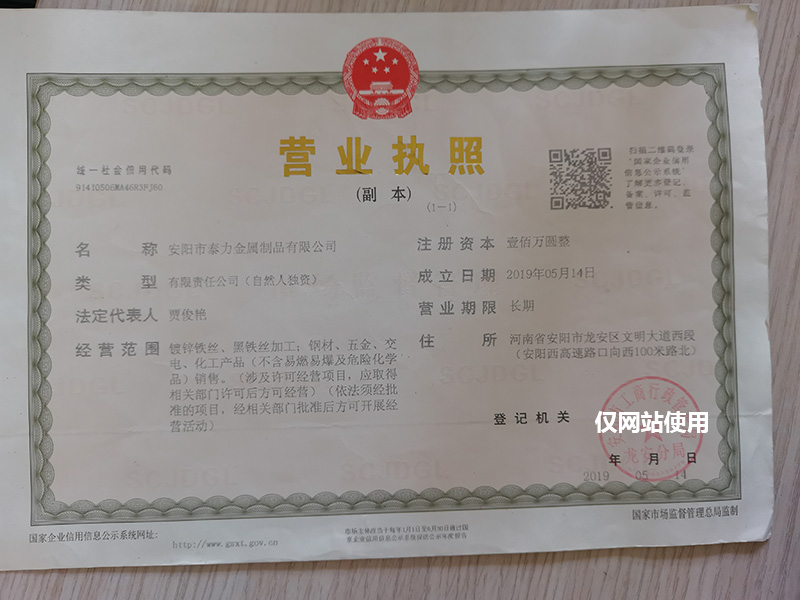 营业执照
(副 本)
(1-1)
统一社会信用代码
扫描二维码登录
"国家企业信用
信息公示系统"
了解更多登记、
备案、许可、监
管信息。
名 称 安阳市泰力金属制品有限公司
类 型 有限责任公司（自然人独资）
法定代表人 贾俊艳
经营范围 镀锌铁丝、黑铁丝加工；钢材、五金、交
电、化工产品（不含易燃易爆及危险化学
品）销售。（涉及许可经营项目，应取得
相关部门许可后方可经营）（依法须经批
准的项目，经相关部门批准后方可开展经
营活动）
注册资本 壹佰万圆整
成立日期 2019年05月14日
营业期限 长期
住 所 河南省安阳市龙安区文明大道西段
（安阳西高速路口向西100米路北）
登记机关
仅网站使用
工商行政
龙安分局
年 月 日
2019 05 14
国家企业信用信息公示系统网址：
http://www.gsxt.gov.cn
国家市场监督管理总局监制